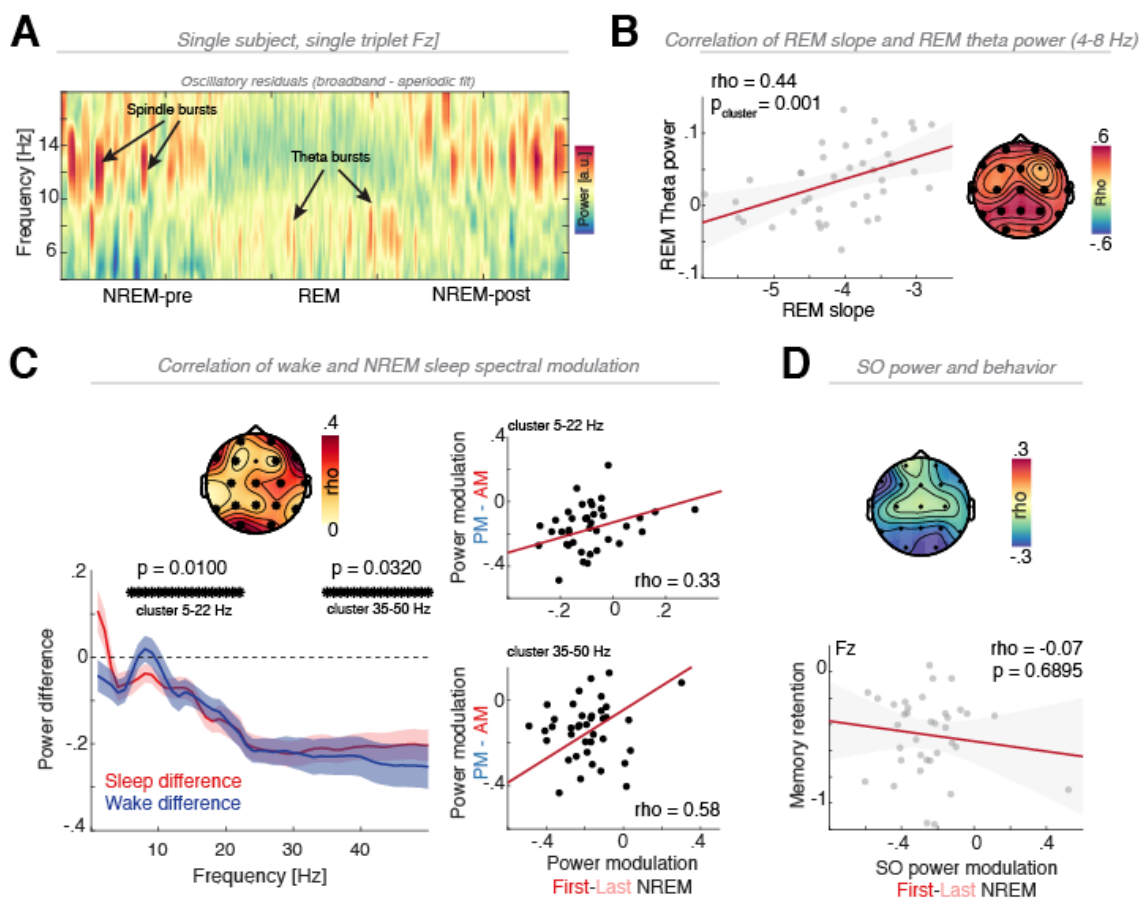 A
Single subject, single triplet Fz]
Oscillatory residuals (broadband - aperiodic fit)
Spindle bursts
Theta bursts
Frequency [Hz]
14
10
6
NREM-pre
REM
NREM-post
Power [a.u.]
B
Correlation of REM slope and REM theta power (4-8 Hz)
rho = 0.44
pcluster = 0.001
REM Theta power
.1
0
-.1
-5
-4
-3
REM slope
.6
Rho
-.6
C
Correlation of wake and NREM sleep spectral modulation
.4
rho
0
p = 0.0100
cluster 5-22 Hz
p = 0.0320
cluster 35-50 Hz
Power difference
.2
0
-.2
-.4
Sleep difference
Wake difference
10
20
30
40
Frequency [Hz]
cluster 5-22 Hz
Power modulation
PM - AM
.4
0
-.4
rho = 0.33
-.2
0
.2
cluster 35-50 Hz
Power modulation
PM - AM
0
-.4
rho = 0.58
-.4
0
.4
Power modulation
First-Last NREM
D
SO power and behavior
.3
rho
-.3
Fz
rho = -0.07
p = 0.6895
Memory retention
0
-1
-.4
0
.4
SO power modulation
First-Last NREM